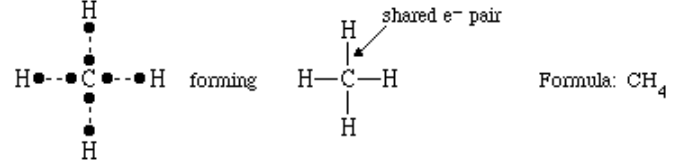 H
shared e⁻ pair
H
H C H forming H—C—H Formula: CH₄
H
H